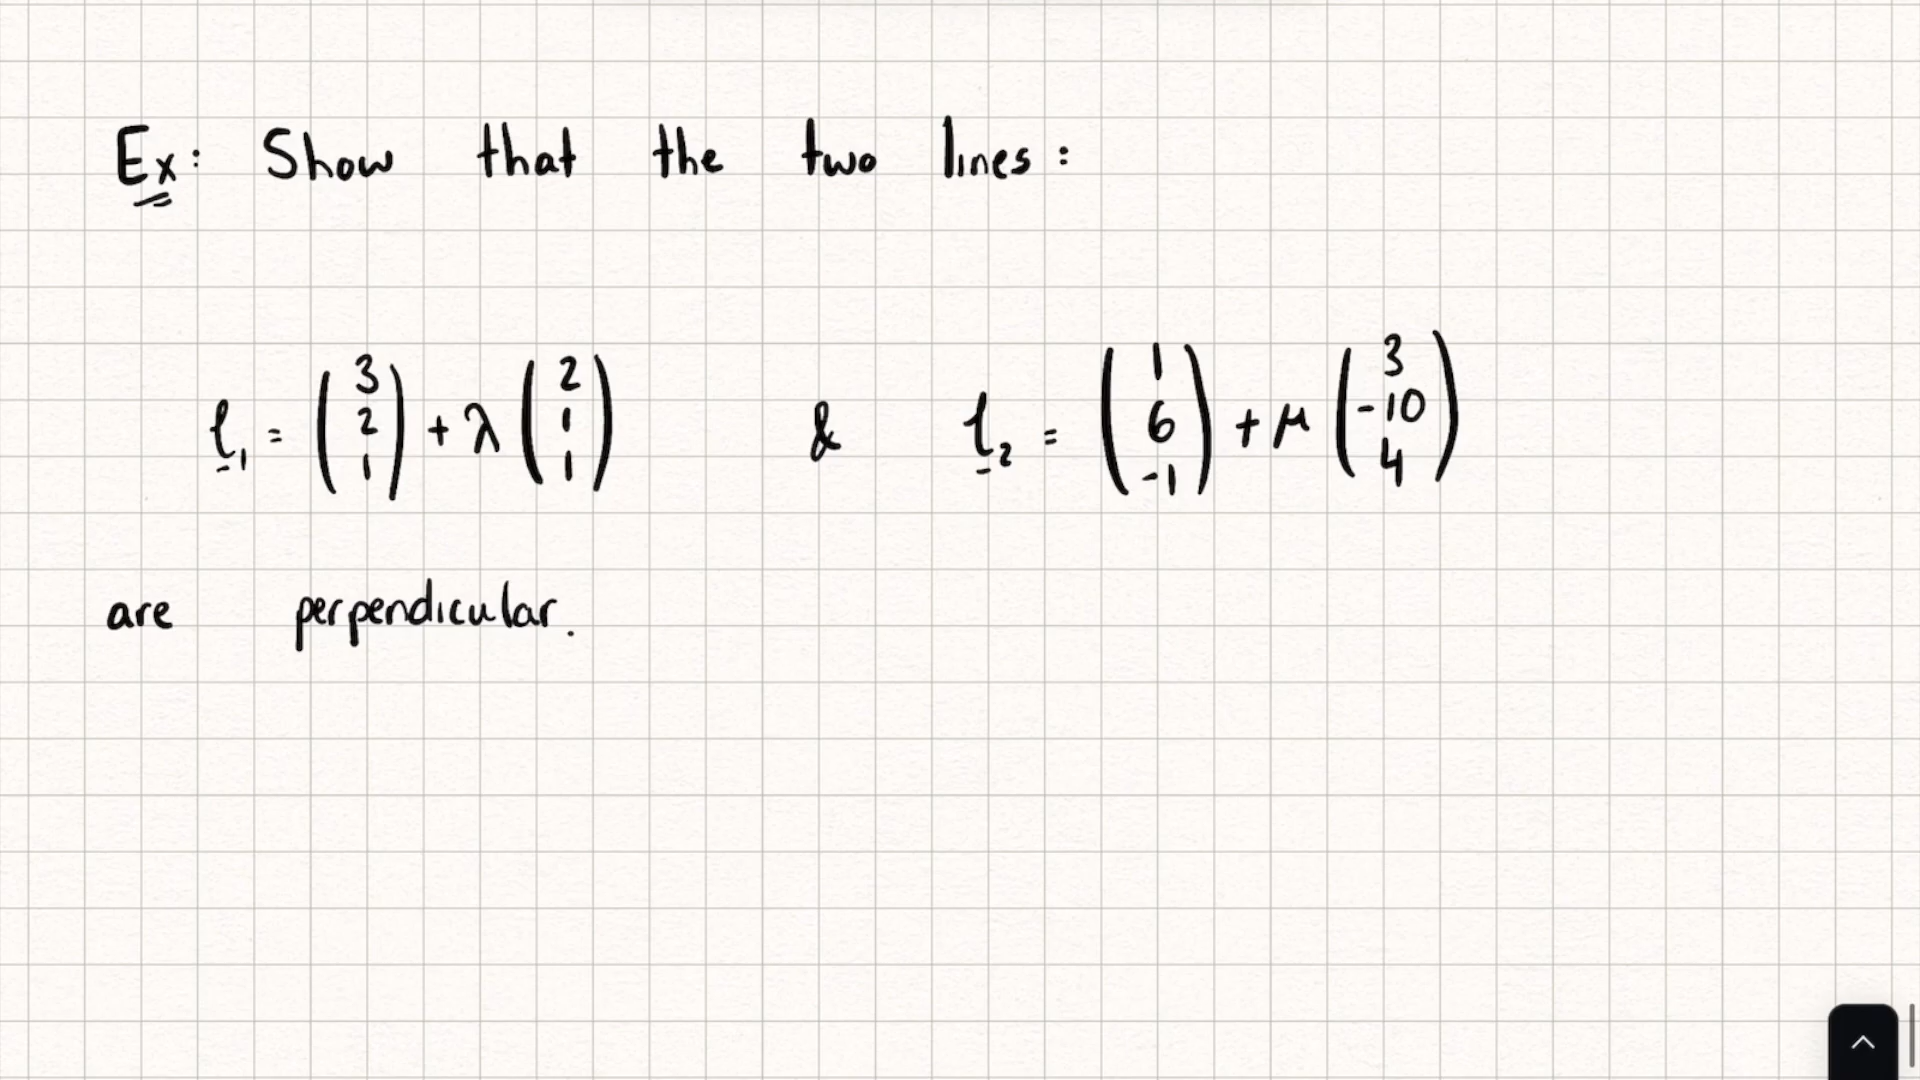 Ex: Show that the two lines:
l₁ = (3 2 1) + λ (2 1 1) & l₂ = (1 6 -1) + μ (3 -10 4)
are perpendicular.